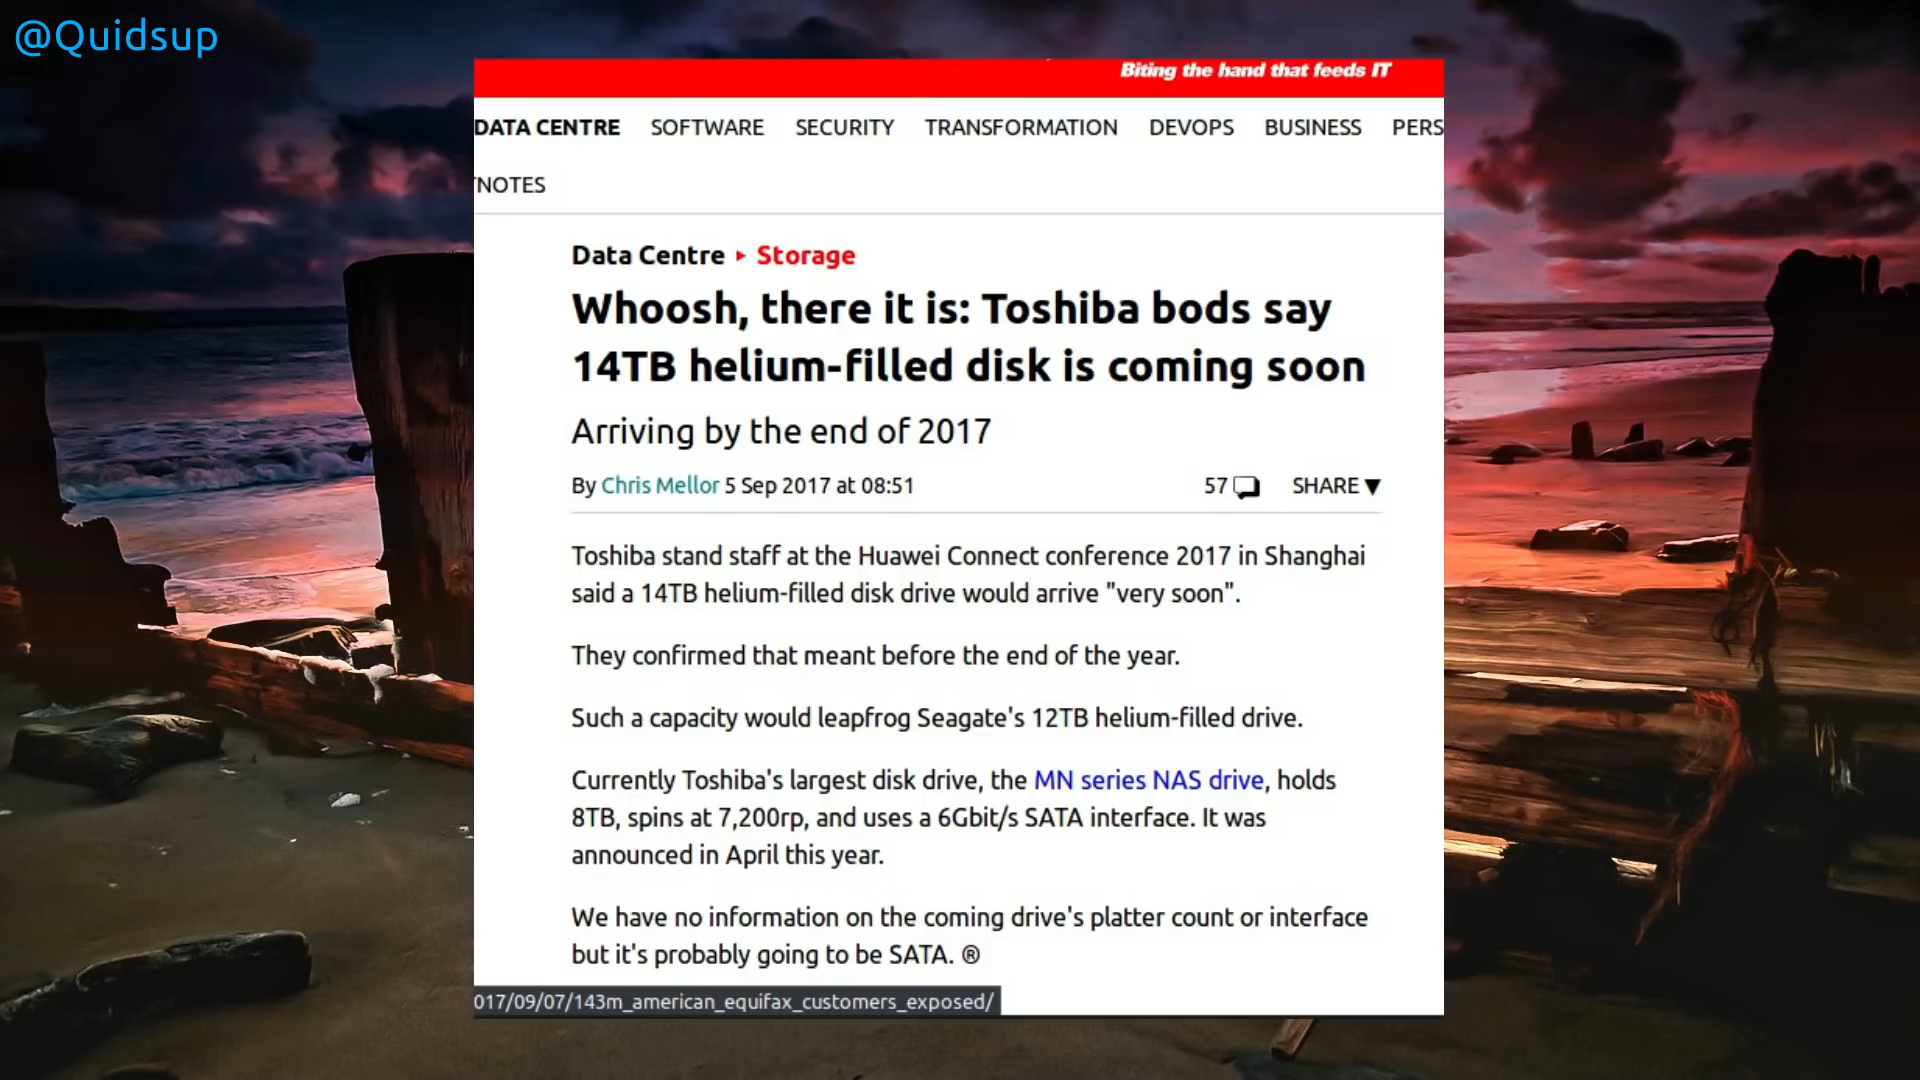 @Quidsup
Biting the hand that feeds IT
DATA CENTRE SOFTWARE SECURITY TRANSFORMATION DEVOPS BUSINESS PERS
NOTES
Data Centre ▸ Storage
Whoosh, there it is: Toshiba bods say
14TB helium-filled disk is coming soon
Arriving by the end of 2017
By Chris Mellor 5 Sep 2017 at 08:51 57 SHARE ▼
Toshiba stand staff at the Huawei Connect conference 2017 in Shanghai
said a 14TB helium-filled disk drive would arrive "very soon".
They confirmed that meant before the end of the year.
Such a capacity would leapfrog Seagate's 12TB helium-filled drive.
Currently Toshiba's largest disk drive, the MN series NAS drive, holds
8TB, spins at 7,200rp, and uses a 6Gbit/s SATA interface. It was
announced in April this year.
We have no information on the coming drive's platter count or interface
but it's probably going to be SATA. ®
017/09/07/143m_american_equifax_customers_exposed/